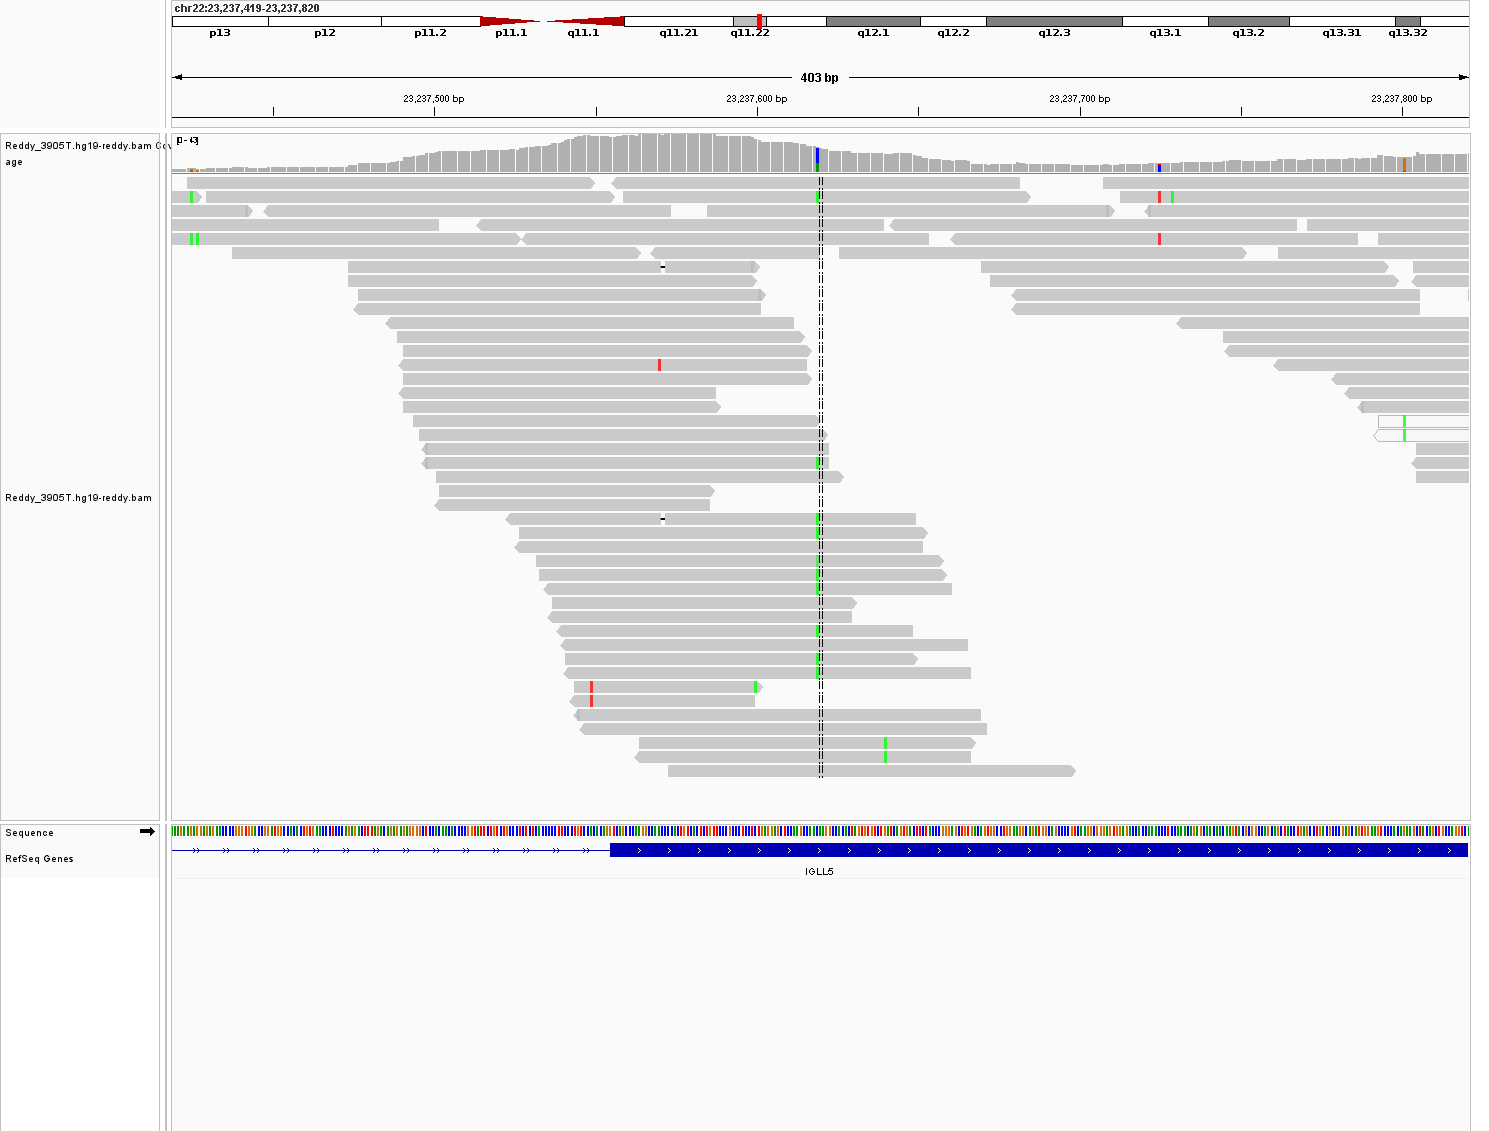 chr22:23,237,419-23,237,820
p13 p12 p11.2 p11.1 q11.1 q11.21 q11.22 q12.1 q12.2 q12.3 q13.1 q13.2 q13.31 q13.32
403 bp
23,237,500 bp 23,237,600 bp 23,237,700 bp 23,237,800 bp
Reddy_3905T.hg19-reddy.bam Cov
age
[0 - 43]
Reddy_3905T.hg19-reddy.bam
Sequence
RefSeq Genes
IGLL5